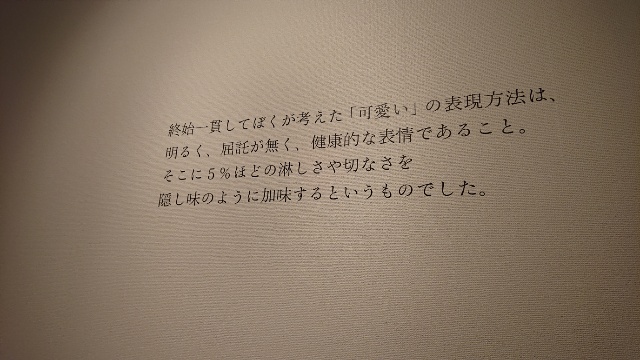 終始一貫してぼくが考えた「可愛い」の表現方法は、
明るく、屈託が無く、健康的な表情であること。
そこに５％ほどの淋しさや切なさを
隠し味のように加味するというものでした。